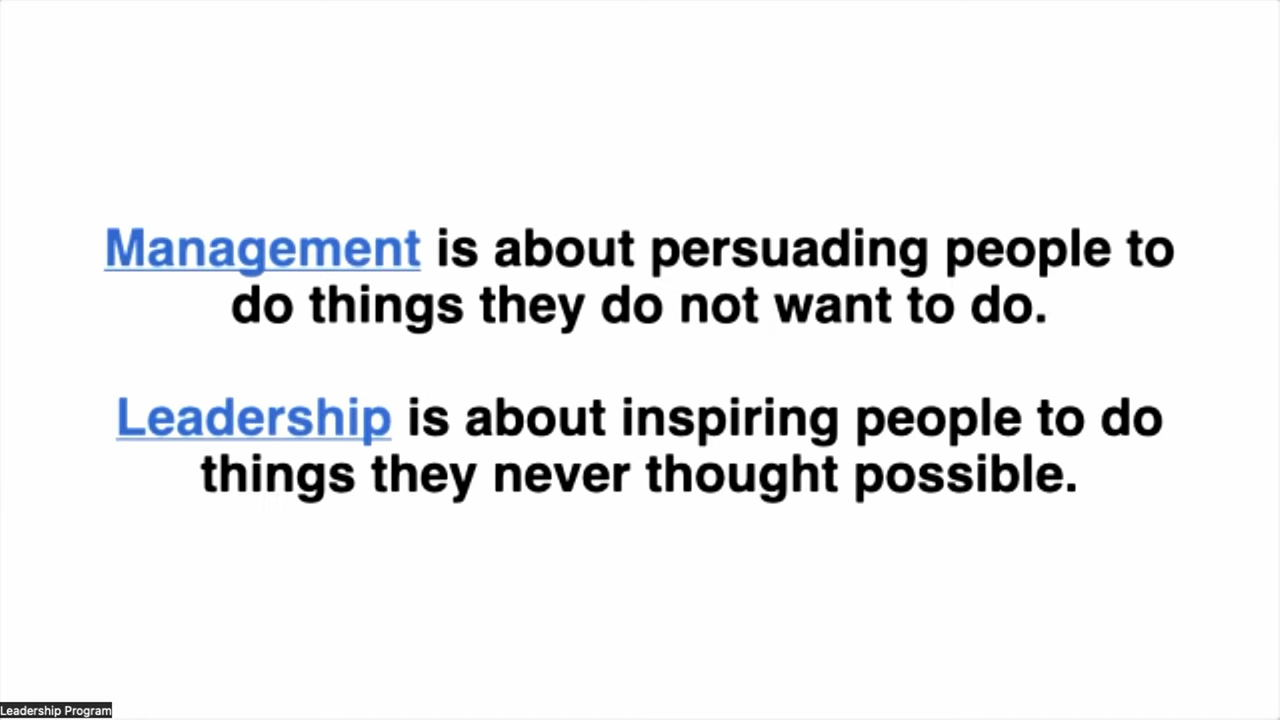 Management is about persuading people to
do things they do not want to do.
Leadership is about inspiring people to do
things they never thought possible.
Leadership Program